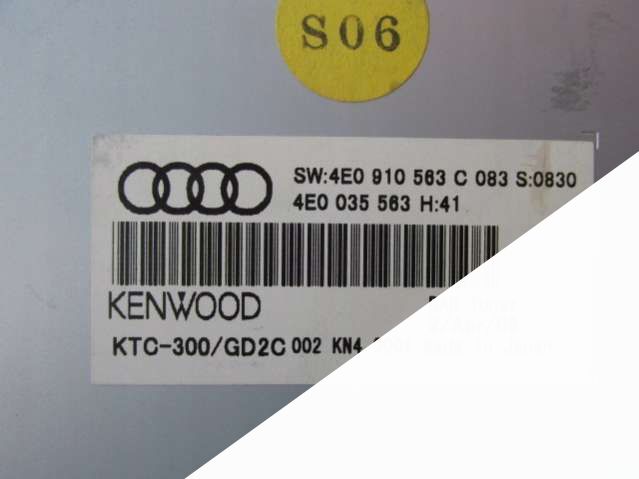 S06
SW:4E0 910 563 C 083 S:0830
4E0 035 563 H:41
KENWOOD
KTC-300/GD2C 002 KN4